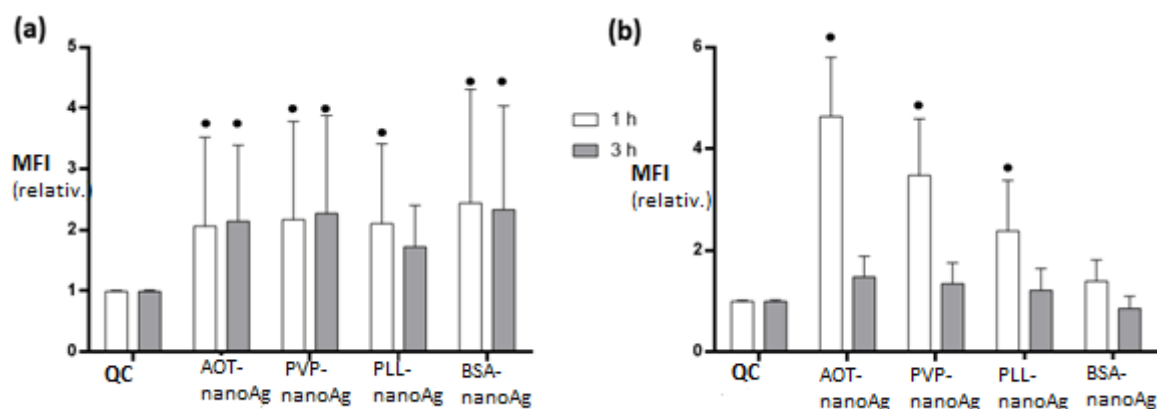 (a)
5
4
3
2
1
0
MFI
(relativ.)
QC
AOT-
nanoAg
PVP-
nanoAg
PLL-
nanoAg
BSA-
nanoAg
1 h
3 h
(b)
6
4
2
0
MFI
(relativ.)
QC
AOT-
nanoAg
PVP-
nanoAg
PLL-
nanoAg
BSA-
nanoAg